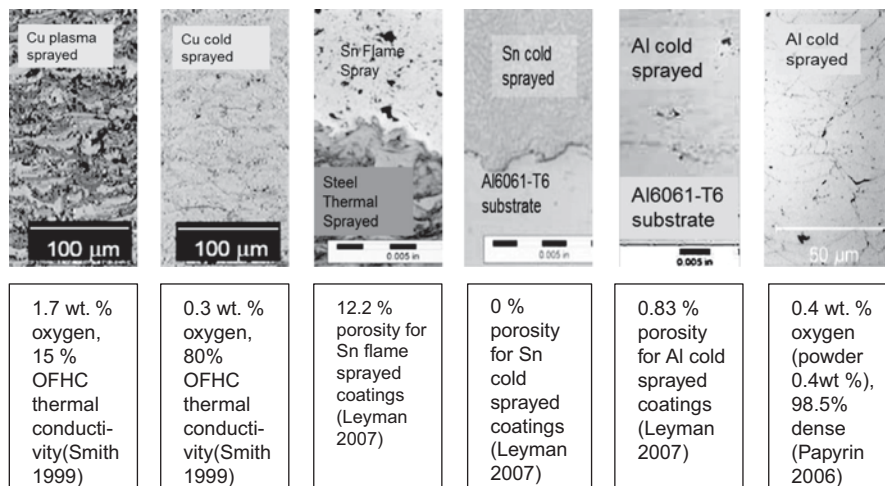 Cu plasma
sprayed
100 μm
Cu cold
sprayed
100 μm
Sn Flame
Spray
Steel
Thermal
Sprayed
0.005 in
Sn cold
sprayed
Al6061-T6
substrate
0.005 in
Al cold
sprayed
Al6061-T6
substrate
0.005 in
Al cold
sprayed
50 μm
1.7 wt. %
oxygen,
15 %
OFHC
thermal
conducti-
vity(Smith
1999)
0.3 wt. %
oxygen,
80%
OFHC
thermal
conducti-
vity(Smith
1999)
12.2 %
porosity for
Sn flame
sprayed
coatings
(Leyman
2007)
0 %
porosity
for Sn
cold
sprayed
coatings
(Leyman
2007)
0.83 %
porosity
for Al cold
sprayed
coatings
(Leyman
2007)
0.4 wt. %
oxygen
(powder
0.4wt %),
98.5%
dense
(Papyrin
2006)